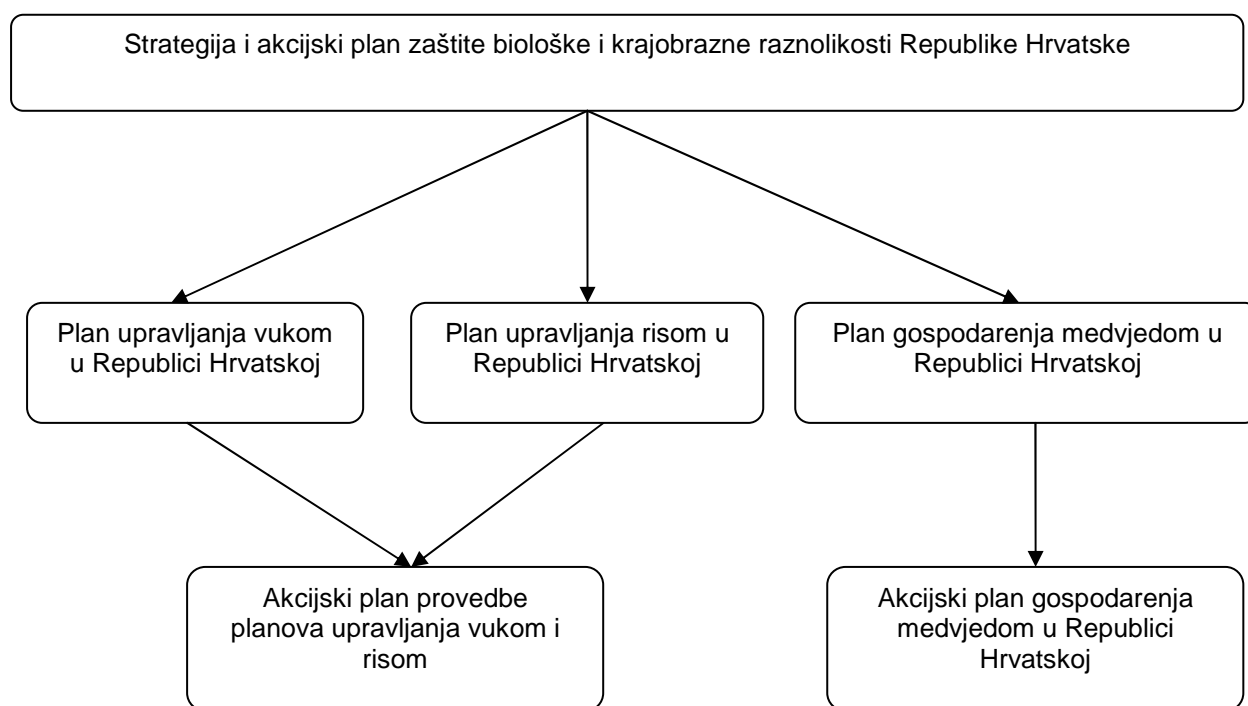 Strategija i akcijski plan zaštite biološke i krajobrazne raznolikosti Republike Hrvatske
Plan upravljanja vukom
u Republici Hrvatskoj
Plan upravljanja risom u
Republici Hrvatskoj
Plan gospodarenja medvjedom u
Republici Hrvatskoj
Akcijski plan provedbe
planova upravljanja vukom i
risom
Akcijski plan gospodarenja
medvjedom u Republici
Hrvatskoj